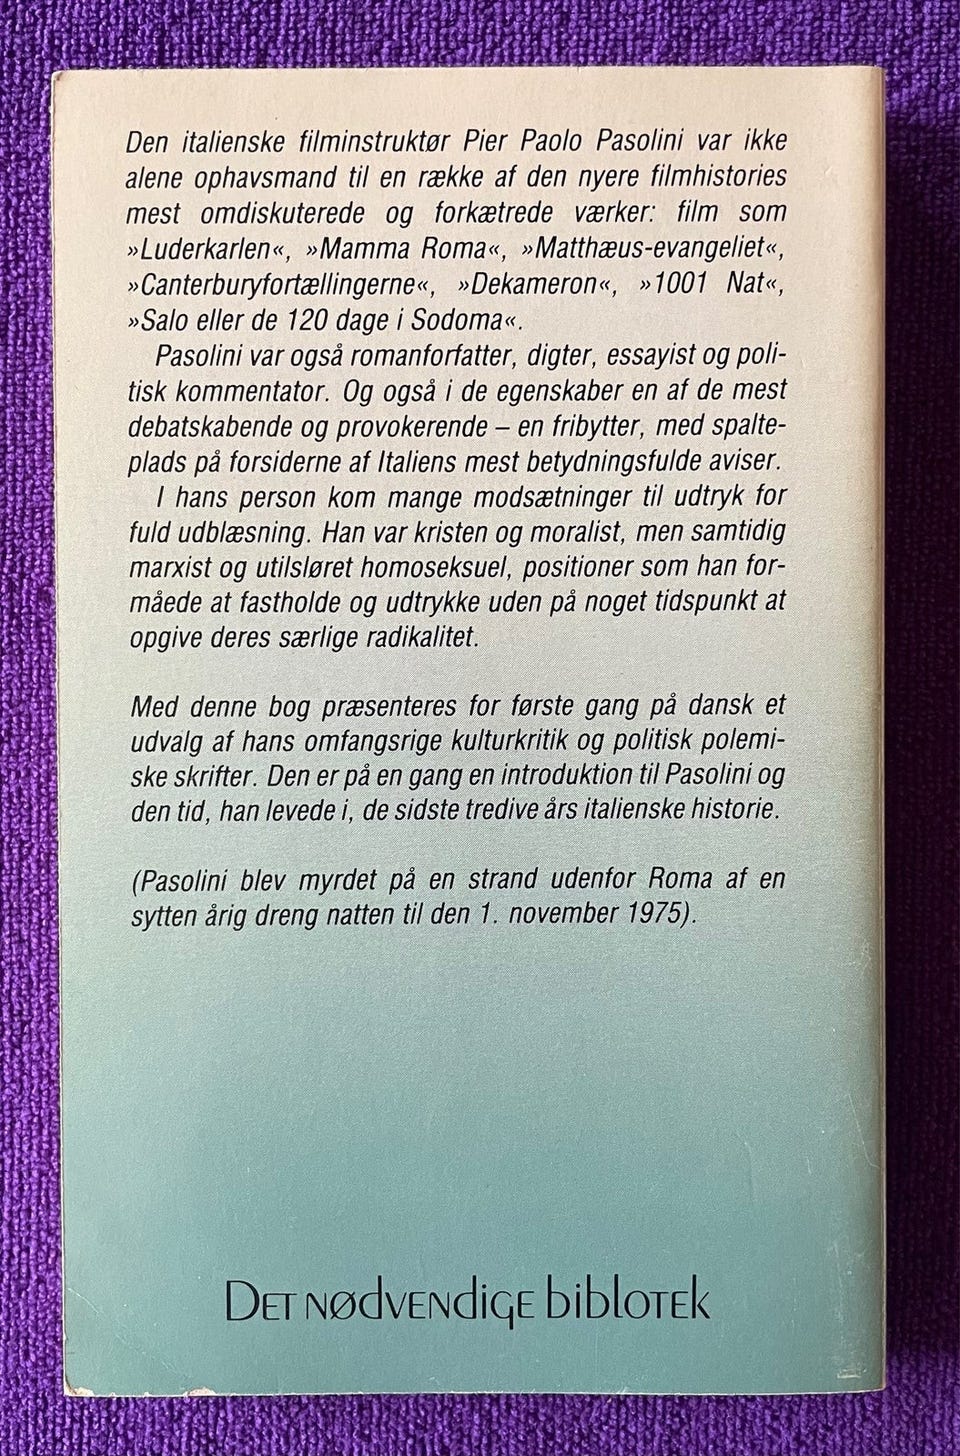 Den italienske filminstruktør Pier Paolo Pasolini var ikke
alene ophavsmand til en række af den nyere filmhistories
mest omdiskuterede og forkætrede værker: film som
»Luderkarlen«, »Mamma Roma«, »Matthæus-evangeliet«,
»Canterburyfortællingerne«, »Dekameron«, »1001 Nat«,
»Salo eller de 120 dage i Sodoma«.
Pasolini var også romanforfatter, digter, essayist og poli-
tisk kommentator. Og også i de egenskaber en af de mest
debatskabende og provokerende – en fribytter, med spalte-
plads på forsiderne af Italiens mest betydningsfulde aviser.
I hans person kom mange modsætninger til udtryk for
fuld udblæsning. Han var kristen og moralist, men samtidig
marxist og utilsløret homoseksuel, positioner som han for-
måede at fastholde og udtrykke uden på noget tidspunkt at
opgive deres særlige radikalitet.
Med denne bog præsenteres for første gang på dansk et
udvalg af hans omfangsrige kulturkritik og politisk polemi-
ske skrifter. Den er på en gang en introduktion til Pasolini og
den tid, han levede i, de sidste tredive års italienske historie.
(Pasolini blev myrdet på en strand udenfor Roma af en
sytten årig dreng natten til den 1. november 1975).
DET NØDVENDIGE biblOTEK